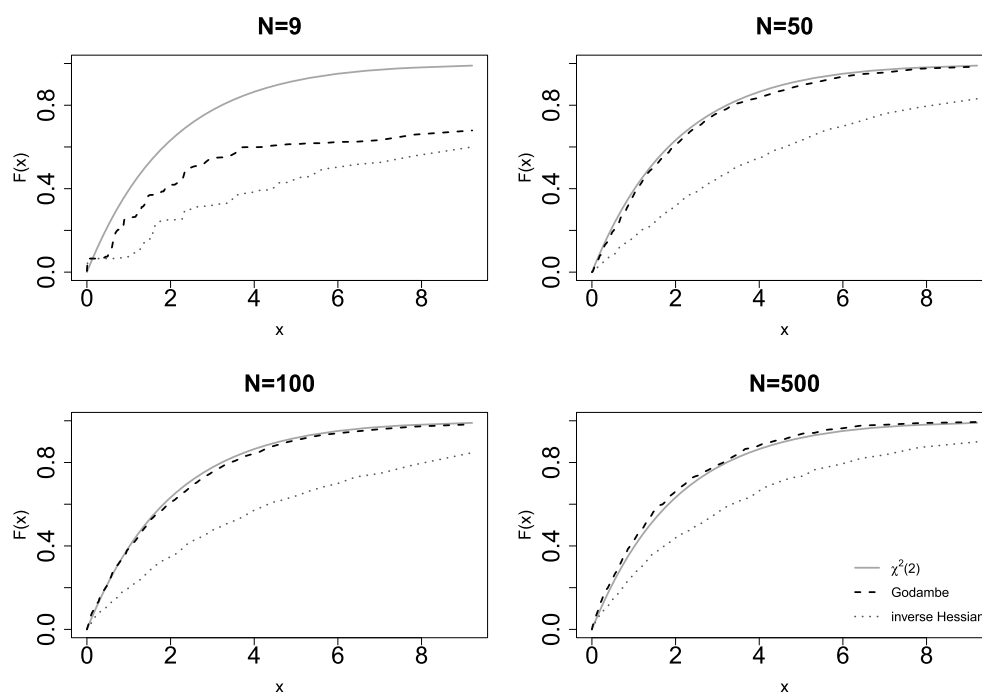 N=9
F(x)
0.0 0.4 0.8
0 2 4 6 8
x
N=50
F(x)
0.0 0.4 0.8
0 2 4 6 8
x
N=100
F(x)
0.0 0.4 0.8
0 2 4 6 8
x
N=500
F(x)
0.0 0.4 0.8
0 2 4 6 8
x
χ²(2)
Godambe
inverse Hessian